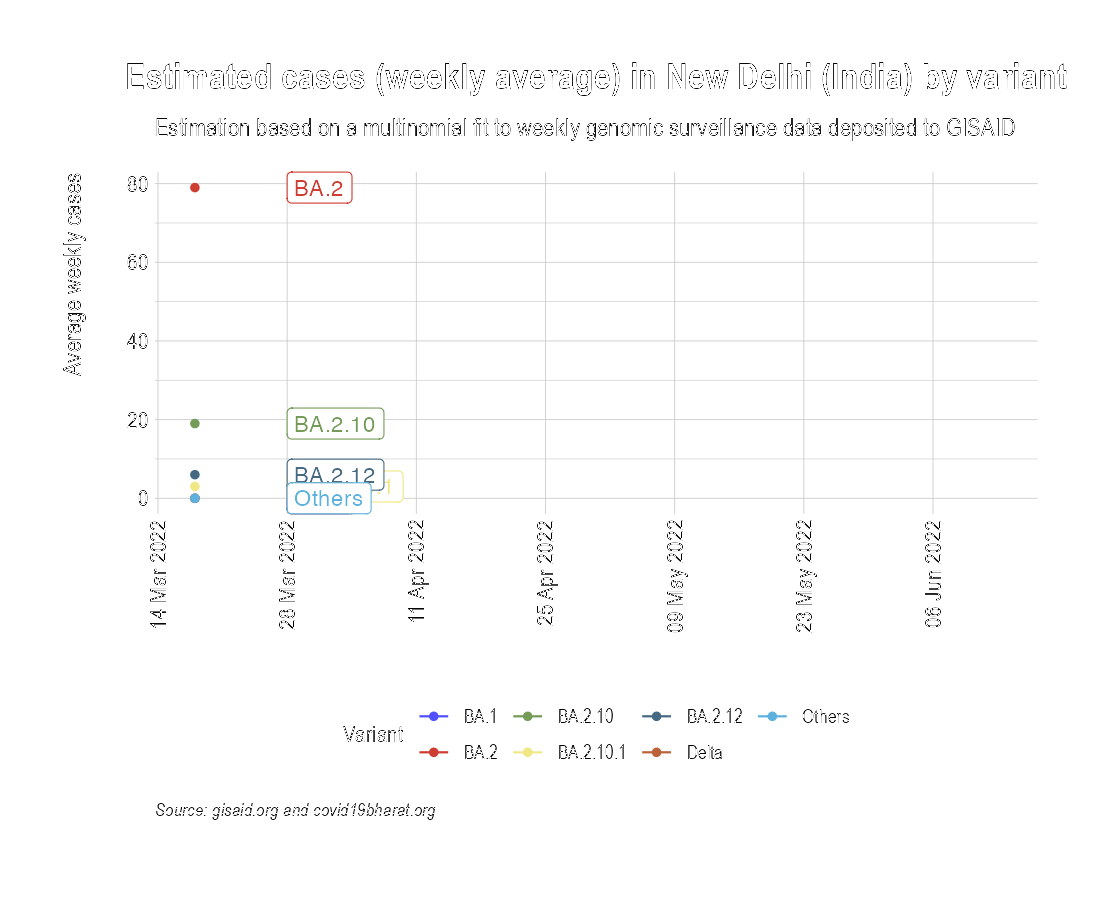 Estimated cases (weekly average) in New Delhi (India) by variant
Estimation based on a multinomial fit to weekly genomic surveillance data deposited to GISAID
Average weekly cases
80
60
40
20
0
BA.2
BA.2.10
BA.2.12
.1
Others
14 Mar 2022
28 Mar 2022
11 Apr 2022
25 Apr 2022
09 May 2022
23 May 2022
06 Jun 2022
Variant
BA.1
BA.2.10
BA.2.12
Others
BA.2
BA.2.10.1
Delta
Source: gisaid.org and covid19bharat.org